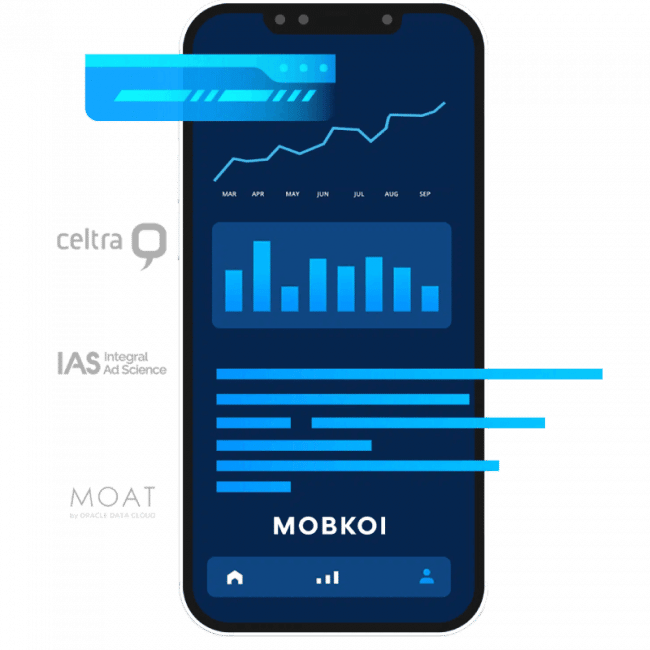 MAR APR MAY JUN JUL AUG SEP
celtra
IAS Integral
Ad Science
MOAT
by ORACLE DATA CLOUD
MOBKOI